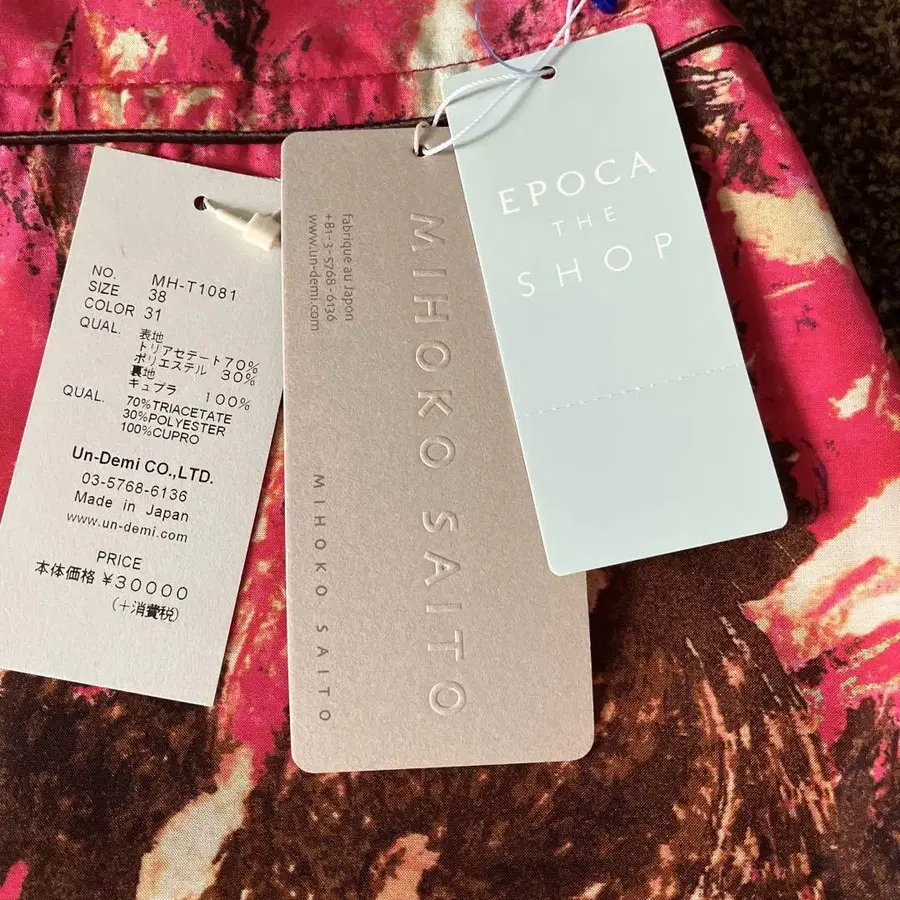 NO. MH-T1081
SIZE 38
COLOR 31
QUAL. 表地
トリアセテート 70%
ポリエステル 30%
裏地
キュプラ 100%
QUAL. 70%TRIACETATE
30%POLYESTER
100%CUPRO
Un-Demi CO.,LTD.
03-5768-6136
Made in Japan
www.un-demi.com
PRICE
本体価格 ¥30000
(+消費税)
MIHOKO SAITO
fabrique au Japon
+81-3-5768-6136
www.un-demi.com
MIHOKO SAITO
EPOCA
THE
SHOP